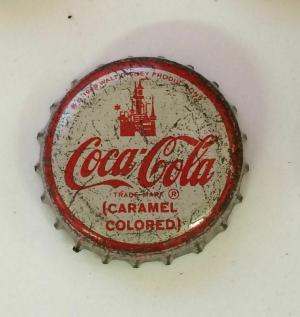 WALT DISNEY PRODUCTIONS
Coca-Cola
TRADE-MARK ®
(CARAMEL
COLORED)